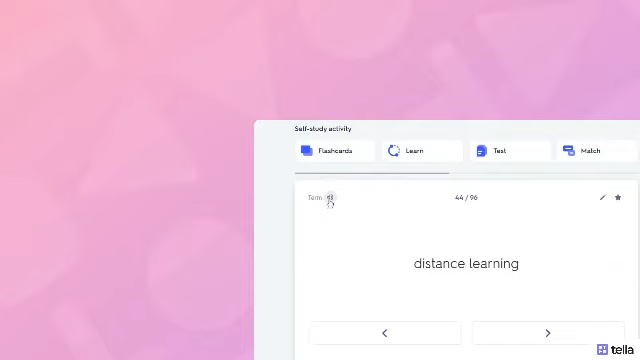 Self-study activity
Flashcards Learn Test Match
Term 44 / 96
distance learning
tella